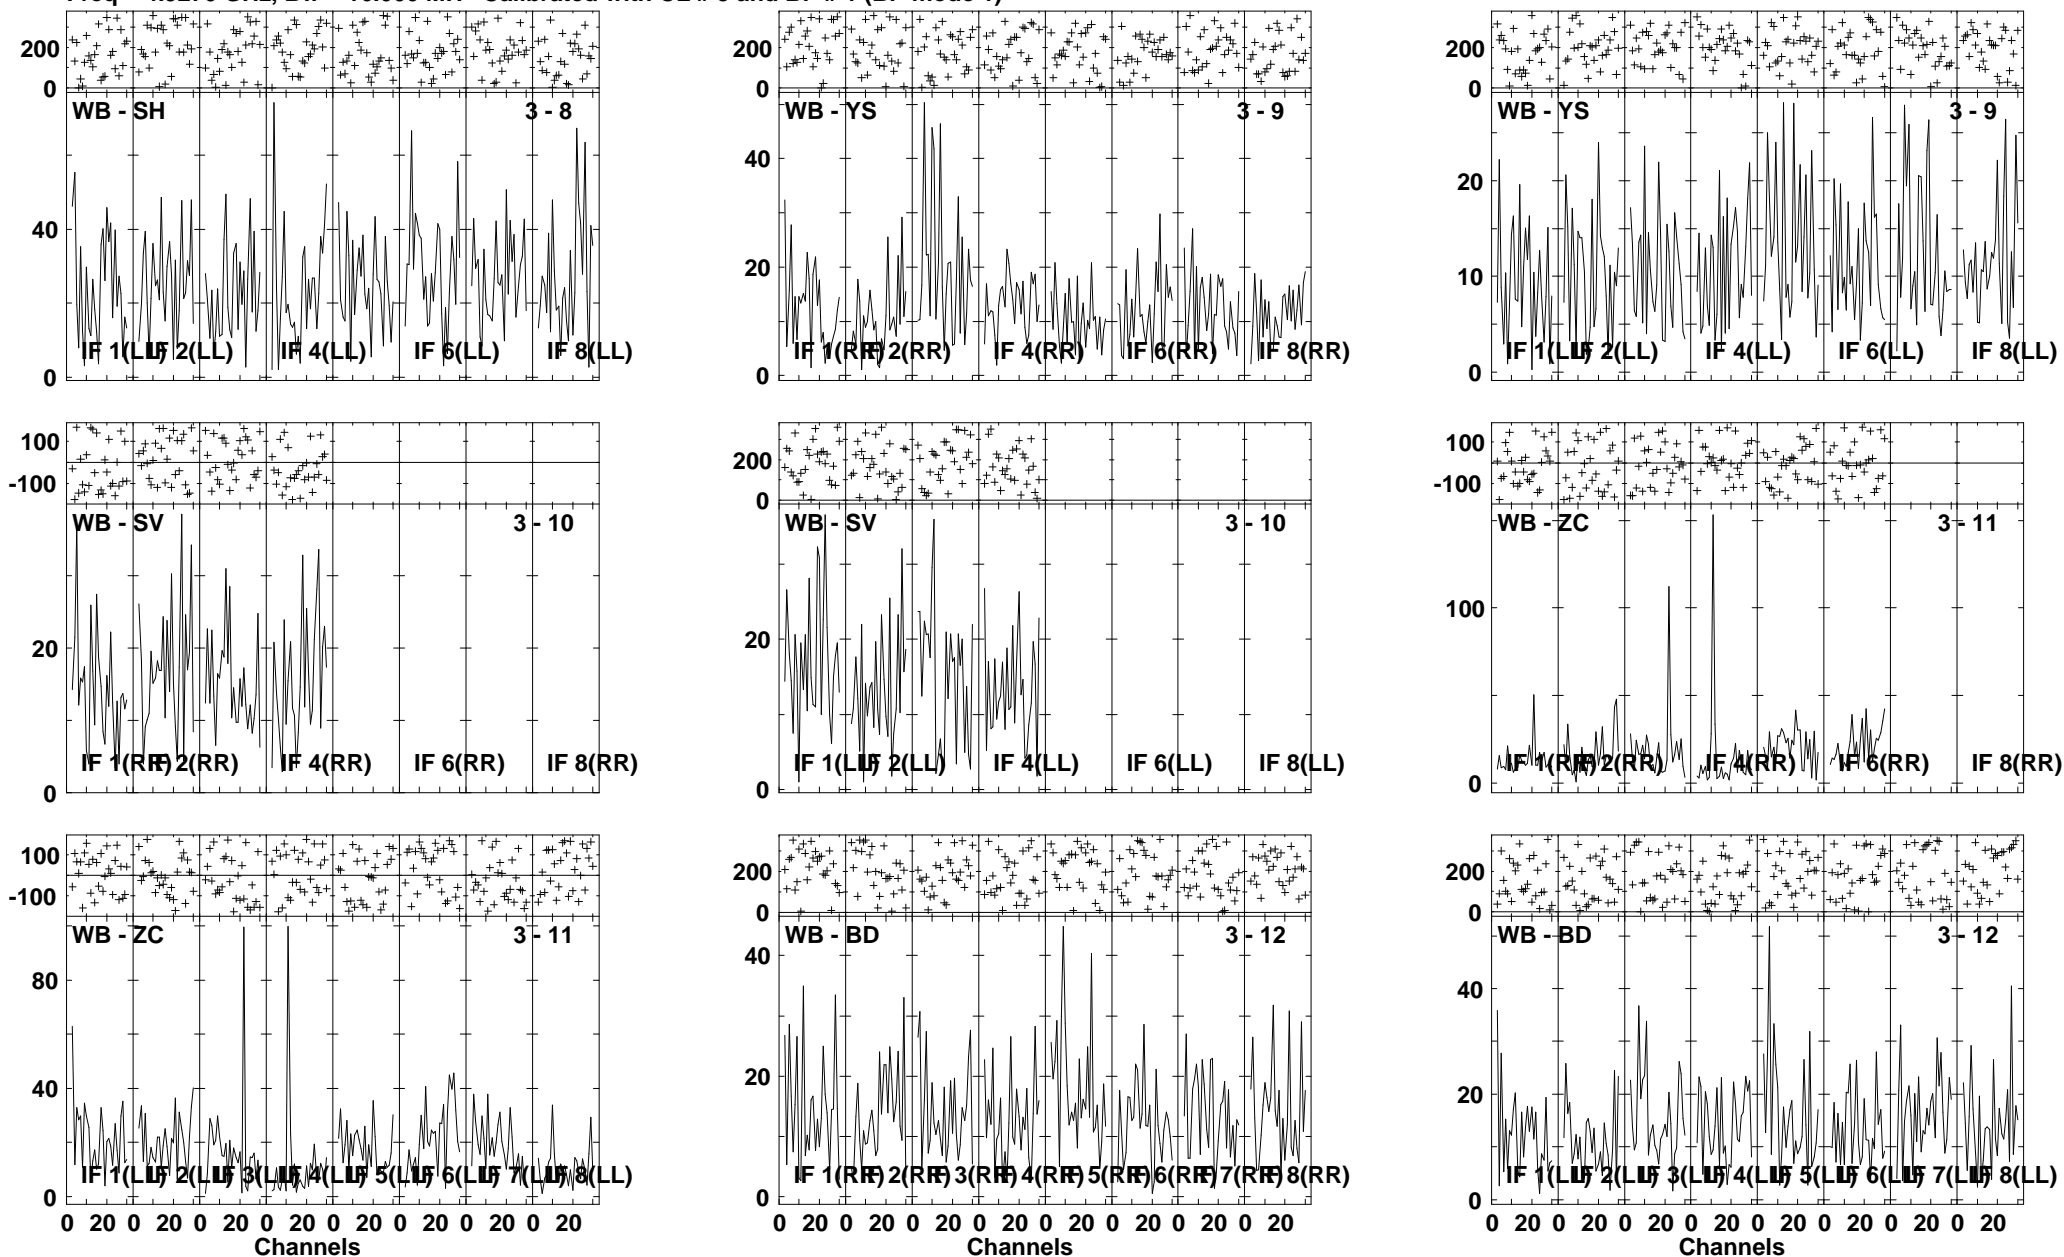 200
0
WB - SH 3 - 8
40
0
IF 1(LL) IF 2(LL) IF 4(LL) IF 6(LL) IF 8(LL)
200
0
WB - YS 3 - 9
40
20
0
IF 1(RR) IF 2(RR) IF 4(RR) IF 6(RR) IF 8(RR)
200
0
WB - YS 3 - 9
20
10
0
IF 1(LL) IF 2(LL) IF 4(LL) IF 6(LL) IF 8(LL)
100
-100
WB - SV 3 - 10
20
0
IF 1(RR) IF 2(RR) IF 4(RR) IF 6(RR) IF 8(RR)
200
0
WB - SV 3 - 10
20
0
IF 1(LL) IF 2(LL) IF 4(LL) IF 6(LL) IF 8(LL)
100
-100
WB - ZC 3 - 11
100
0
IF 1(RR) IF 2(RR) IF 4(RR) IF 6(RR) IF 8(RR)
100
-100
WB - ZC 3 - 11
80
40
0
IF 1(LL) IF 2(LL) IF 3(LL) IF 4(LL) IF 5(LL) IF 6(LL) IF 7(LL) IF 8(LL)
0 20 0 20 0 20 0 20 0 20 0 20 0 20 0 20
Channels
200
0
WB - BD 3 - 12
40
20
0
IF 1(RR) IF 2(RR) IF 3(RR) IF 4(RR) IF 5(RR) IF 6(RR) IF 7(RR) IF 8(RR)
0 20 0 20 0 20 0 20 0 20 0 20 0 20 0 20
Channels
200
0
WB - BD 3 - 12
40
20
0
IF 1(LL) IF 2(LL) IF 3(LL) IF 4(LL) IF 5(LL) IF 6(LL) IF 7(LL) IF 8(LL)
0 20 0 20 0 20 0 20 0 20 0 20 0 20 0 20
Channels